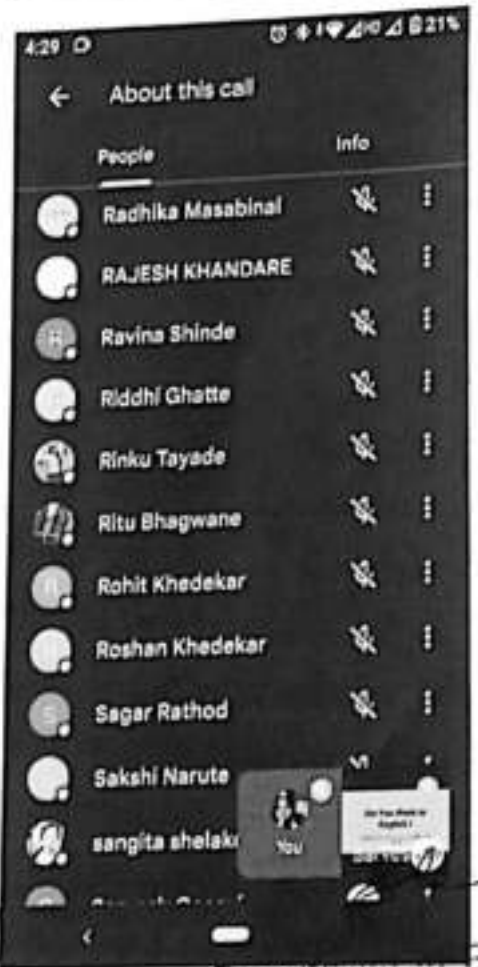 4:29 21%
About this call
People Info
Radhika Masabinal
RAJESH KHANDARE
Ravina Shinde
Riddhi Ghatte
Rinku Tayade
Ritu Bhagwane
Rohit Khedekar
Roshan Khedekar
Sagar Rathod
Sakshi Narute
sangita
You